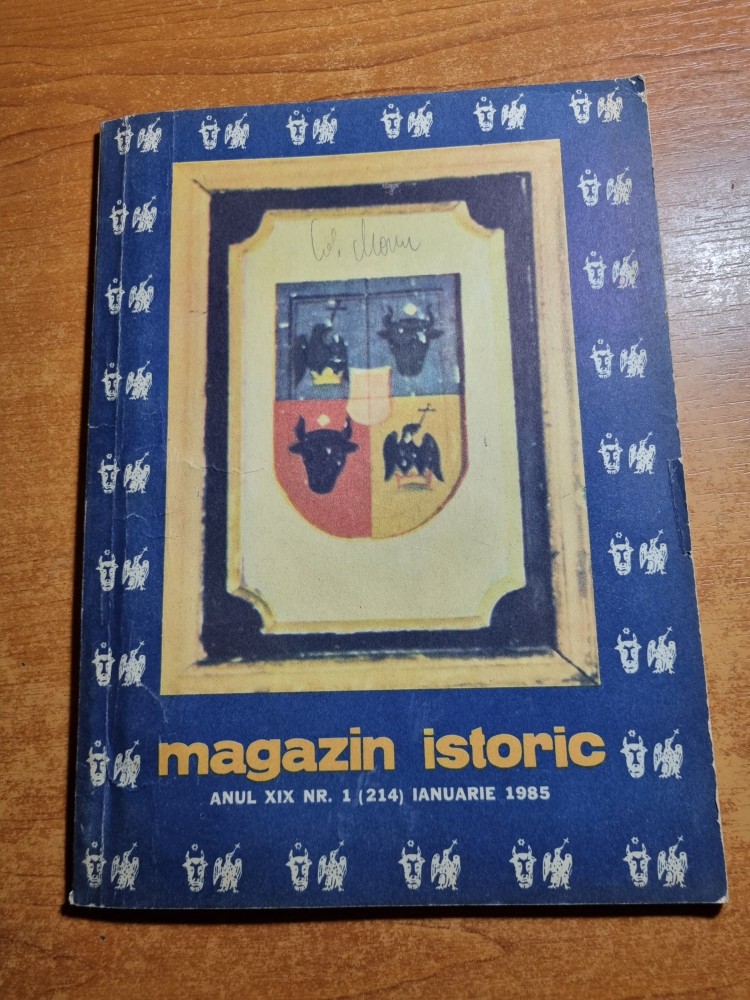 magazin istoric
ANUL XIX NR. 1 (214) IANUARIE 1985